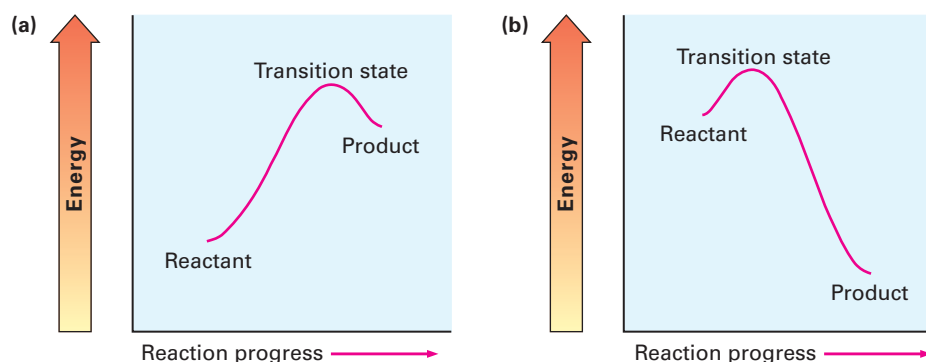 (a)
Energy
Transition state
Product
Reactant
Reaction progress
(b)
Energy
Transition state
Reactant
Product
Reaction progress